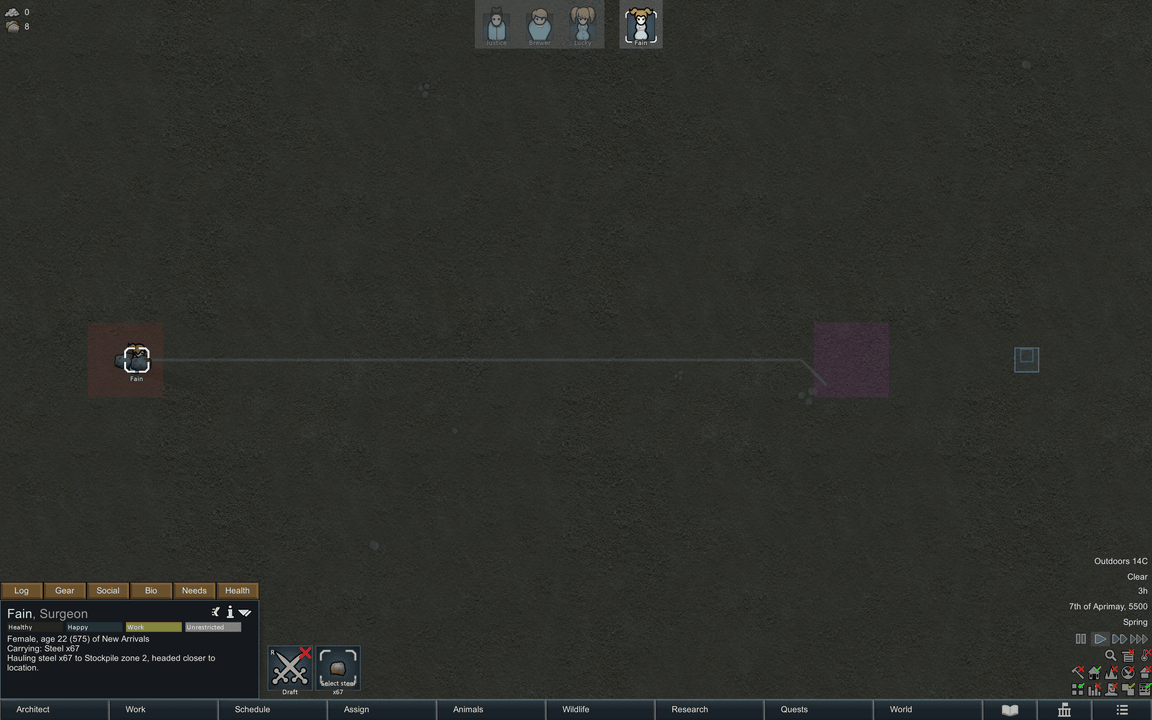 0
8
Justice
Brewer
Lucky
Fain
Fain
Outdoors 14C
Clear
3h
7th of Aprimay, 5500
Spring
Log
Gear
Social
Bio
Needs
Health
Fain, Surgeon
Healthy
Happy
Work
Unrestricted
Female, age 22 (575) of New Arrivals
Carrying: Steel x67
Hauling steel x67 to Stockpile zone 2, headed closer to
location.
R
Draft
Select steel
x67
Architect
Work
Schedule
Assign
Animals
Wildlife
Research
Quests
World